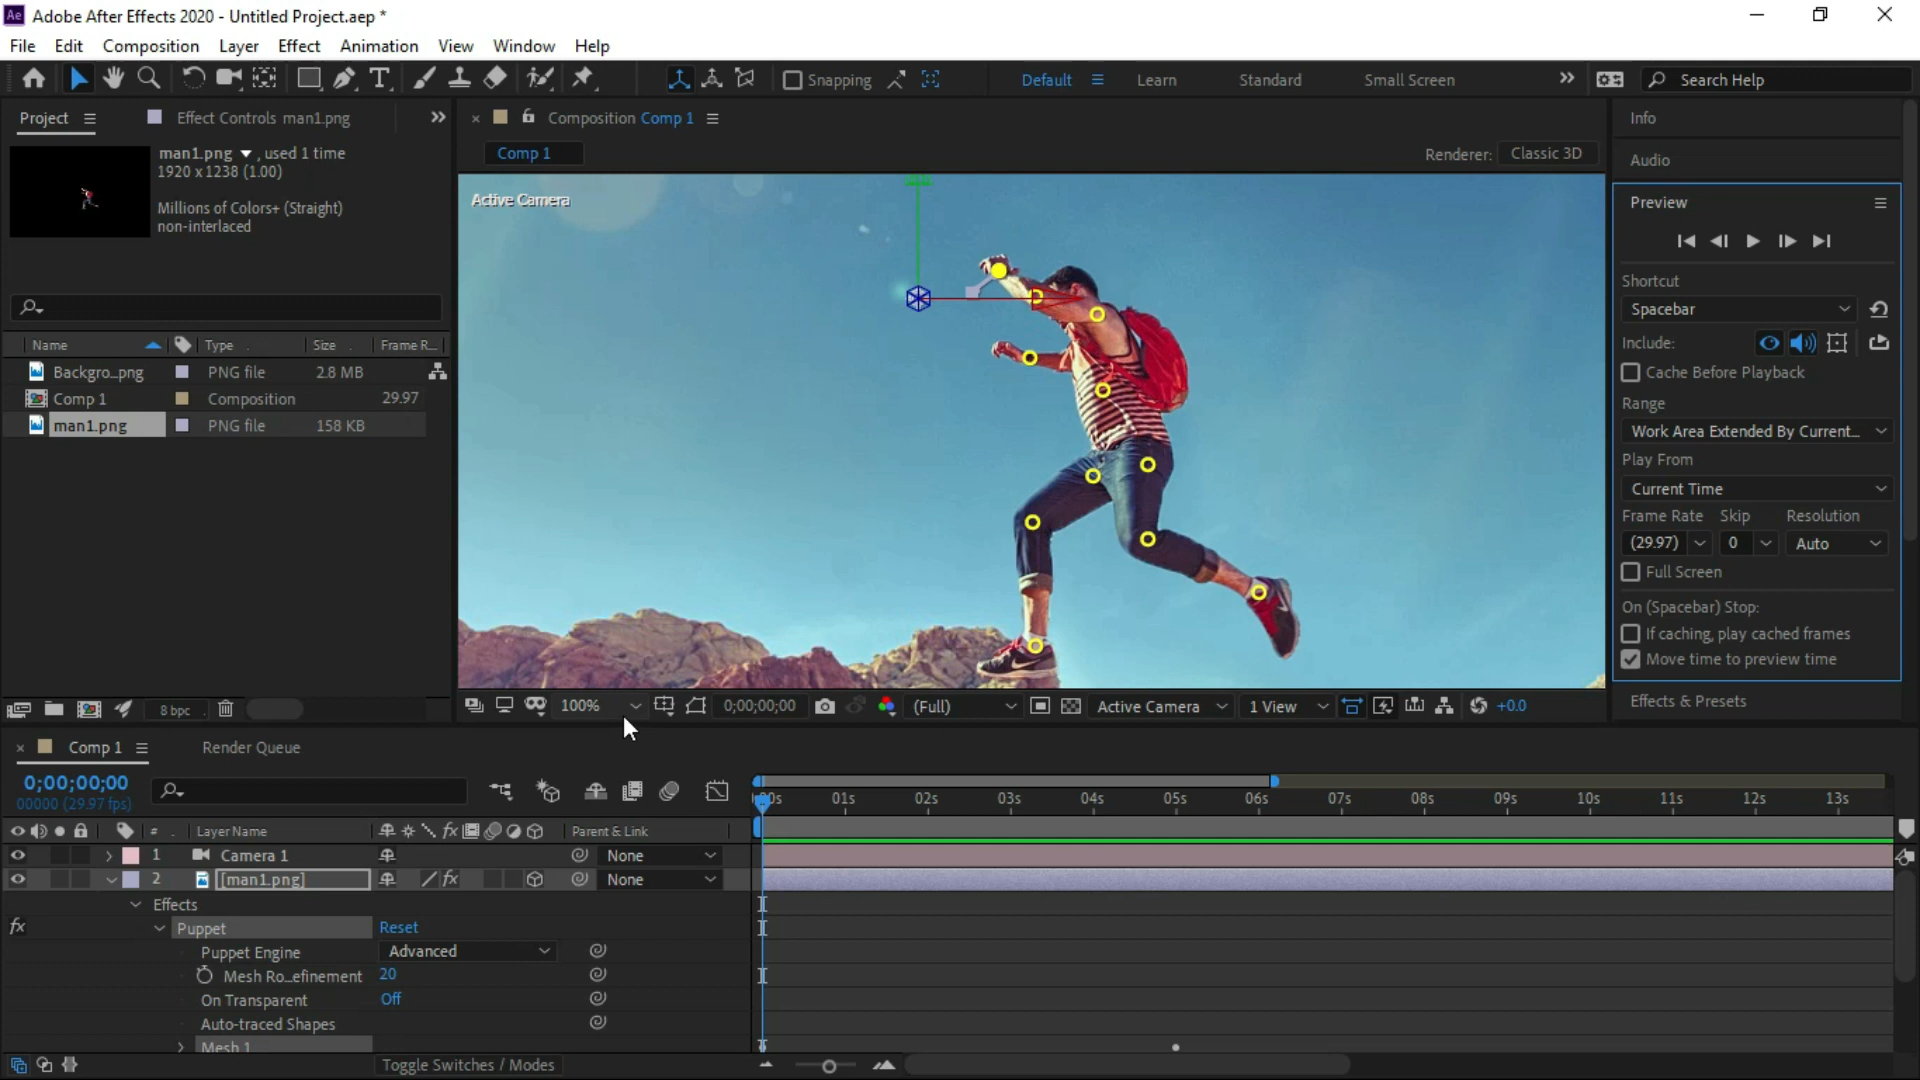 Ae Adobe After Effects 2020 - Untitled Project.aep *
File Edit Composition Layer Effect Animation View Window Help
Snapping Default Learn Standard Small Screen Search Help
Project Effect Controls man1.png
man1.png , used 1 time
1920 x 1238 (1.00)
Millions of Colors+ (Straight)
non-interlaced
Name Type Size Frame R...
Backgro...png PNG file 2.8 MB
Comp 1 Composition 29.97
man1.png PNG file 158 KB
8 bpc
Composition Comp 1
Comp 1
Renderer: Classic 3D
Active Camera
100% 0;00;00;00 (Full) Active Camera 1 View +0.0
Info
Audio
Preview
Shortcut
Spacebar
Include:
Cache Before Playback
Range
Work Area Extended By Current...
Play From
Current Time
Frame Rate Skip Resolution
(29.97) 0 Auto
Full Screen
On (Spacebar) Stop:
If caching, play cached frames
Move time to preview time
Effects & Presets
Comp 1 Render Queue
0;00;00;00
00000 (29.97 fps)
01s 02s 03s 04s 05s 06s 07s 08s 09s 10s 11s 12s 13s
# Layer Name fx Parent & Link
1 Camera 1 None
2 [man1.png] fx None
Effects
fx Puppet Reset
Puppet Engine Advanced
Mesh Ro...efinement 20
On Transparent Off
Auto-traced Shapes
Mesh 1
Toggle Switches / Modes